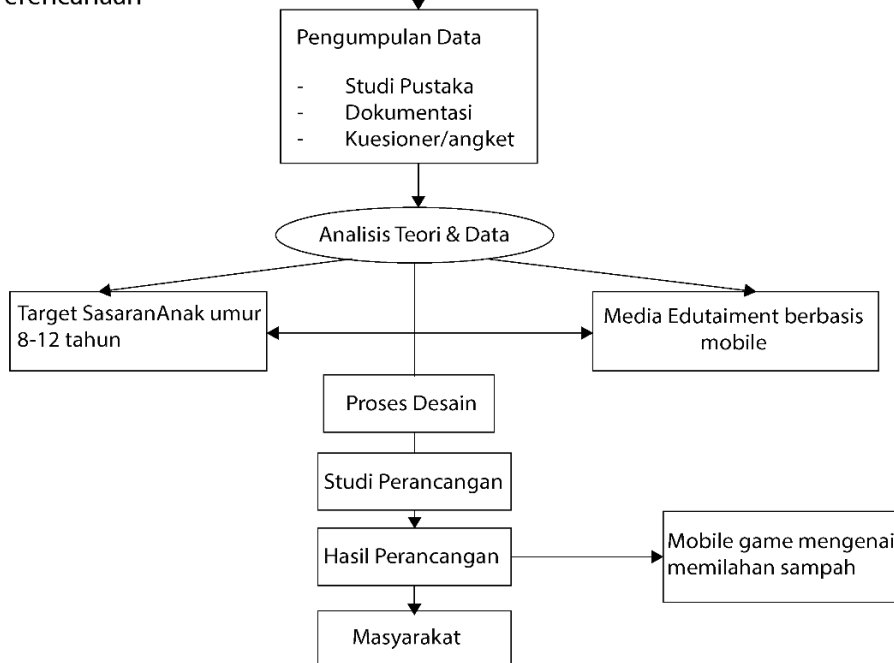 erencanaan
Pengumpulan Data
- Studi Pustaka
- Dokumentasi
- Kuesioner/angket
Analisis Teori & Data
Target SasaranAnak umur
8-12 tahun
Media Edutaiment berbasis
mobile
Proses Desain
Studi Perancangan
Hasil Perancangan
Mobile game mengenai
memilahan sampah
Masyarakat